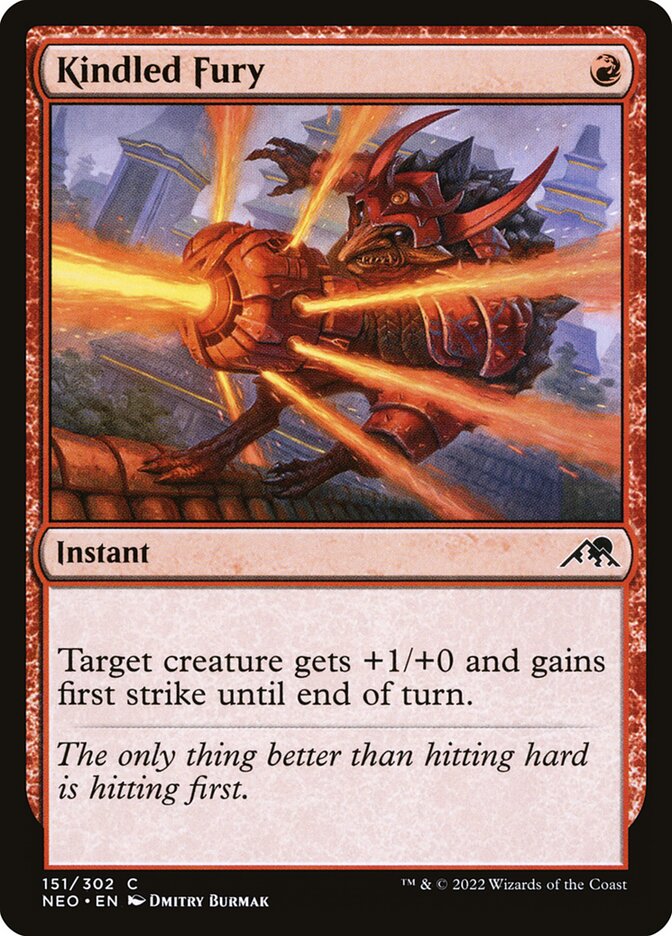 Kindled Fury
Instant
Target creature gets +1/+0 and gains
first strike until end of turn.
The only thing better than hitting hard
is hitting first.
151/302 C
™ & © 2022 Wizards of the Coast
NEO • EN Dmitry Burmak